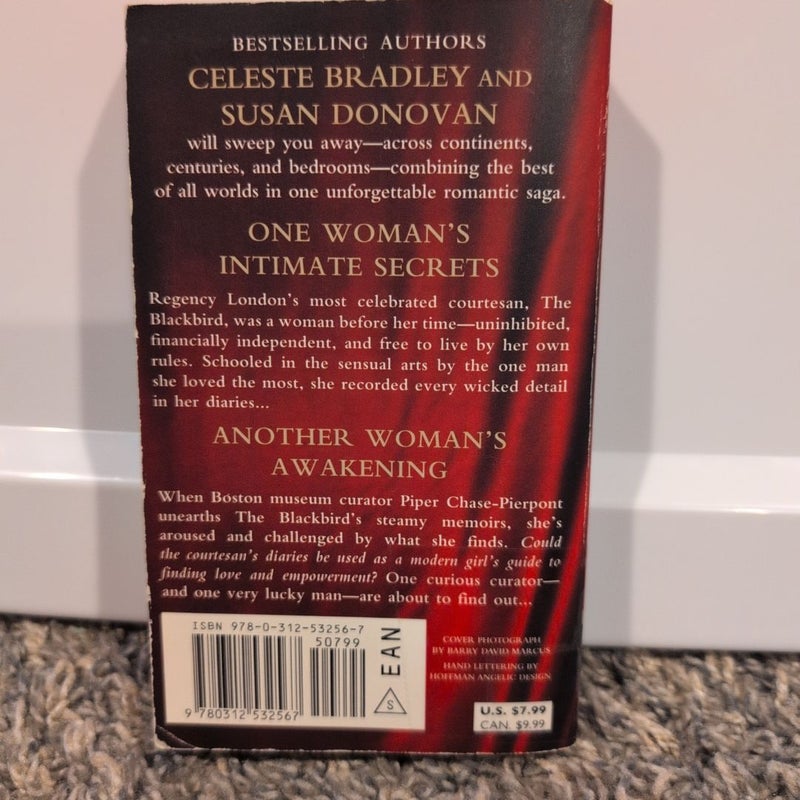 BESTSELLING AUTHORS
CELESTE BRADLEY AND
SUSAN DONOVAN
will sweep you away—across continents,
centuries, and bedrooms—combining the best
of all worlds in one unforgettable romantic saga.
ONE WOMAN'S
INTIMATE SECRETS
Regency London's most celebrated courtesan, The
Blackbird, was a woman before her time—uninhibited,
financially independent, and free to live by her own
rules. Schooled in the sensual arts by the one man
she loved the most, she recorded every wicked detail
in her diaries...
ANOTHER WOMAN'S
AWAKENING
When Boston museum curator Piper Chase-Pierpont
unearths The Blackbird's steamy memoirs, she's
aroused and challenged by what she finds. Could
the courtesan's diaries be used as a modern girl's guide to
finding love and empowerment? One curious curator—
and one very lucky man—are about to find out...
ISBN 978-0-312-53256-7
50799
EAN
S
9 780312 532567
COVER PHOTOGRAPH
BY BARRY DAVID MARCUS
HAND LETTERING BY
HOFFMAN ANGELIC DESIGN
U.S. $7.99
CAN. $9.99